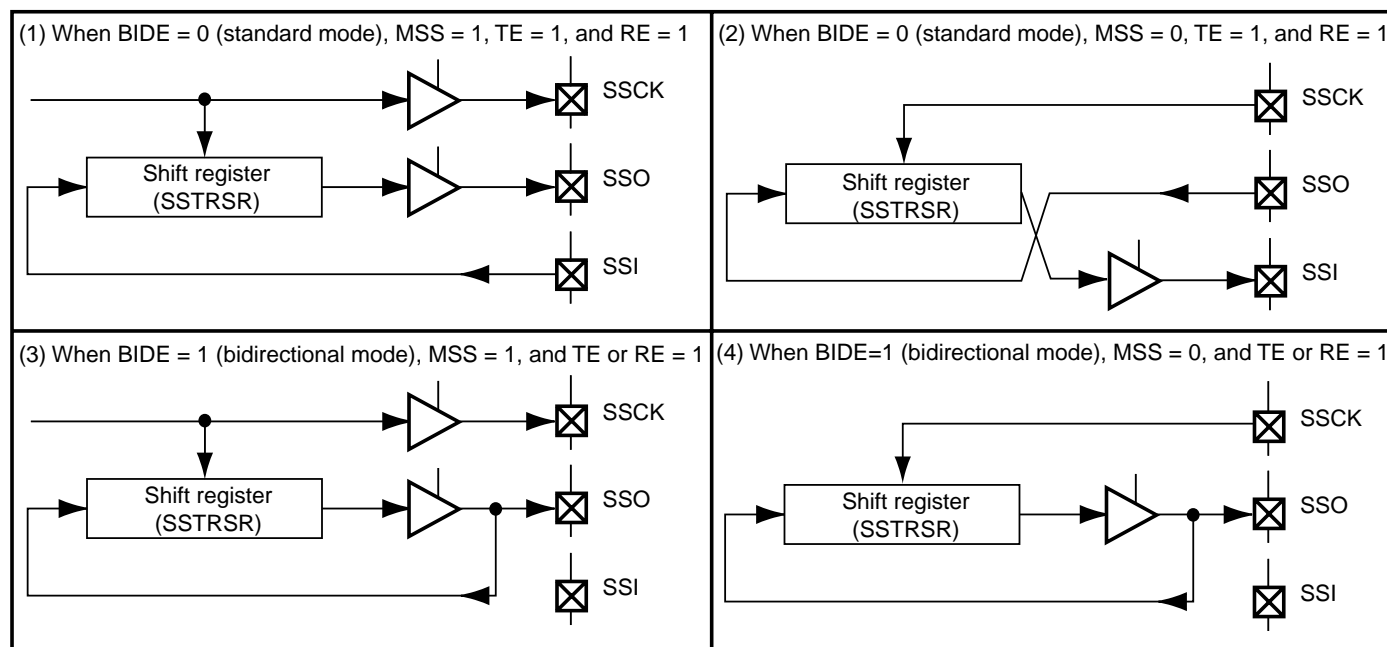 (1) When BIDE = 0 (standard mode), MSS = 1, TE = 1, and RE = 1
SSCK
Shift register
(SSTRSR)
SSO
SSI
(2) When BIDE = 0 (standard mode), MSS = 0, TE = 1, and RE = 1
SSCK
Shift register
(SSTRSR)
SSO
SSI
(3) When BIDE = 1 (bidirectional mode), MSS = 1, and TE or RE = 1
SSCK
Shift register
(SSTRSR)
SSO
SSI
(4) When BIDE=1 (bidirectional mode), MSS = 0, and TE or RE = 1
SSCK
Shift register
(SSTRSR)
SSO
SSI